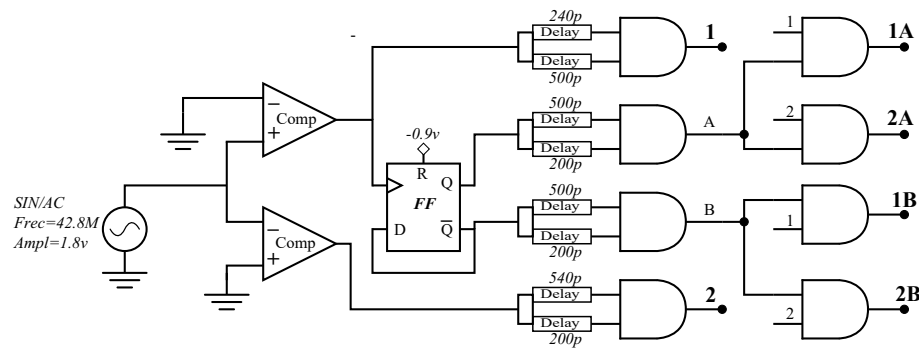 240p
Delay
Delay
500p
1
1
1A
-
−
+
Comp
500p
Delay
Delay
200p
A
2
2A
-0.9v
R
Q
FF
D
Q̅
SIN/AC
Frec=42.8M
Ampl=1.8v
−
+
Comp
500p
Delay
Delay
200p
B
1
1B
540p
Delay
Delay
200p
2
2
2B